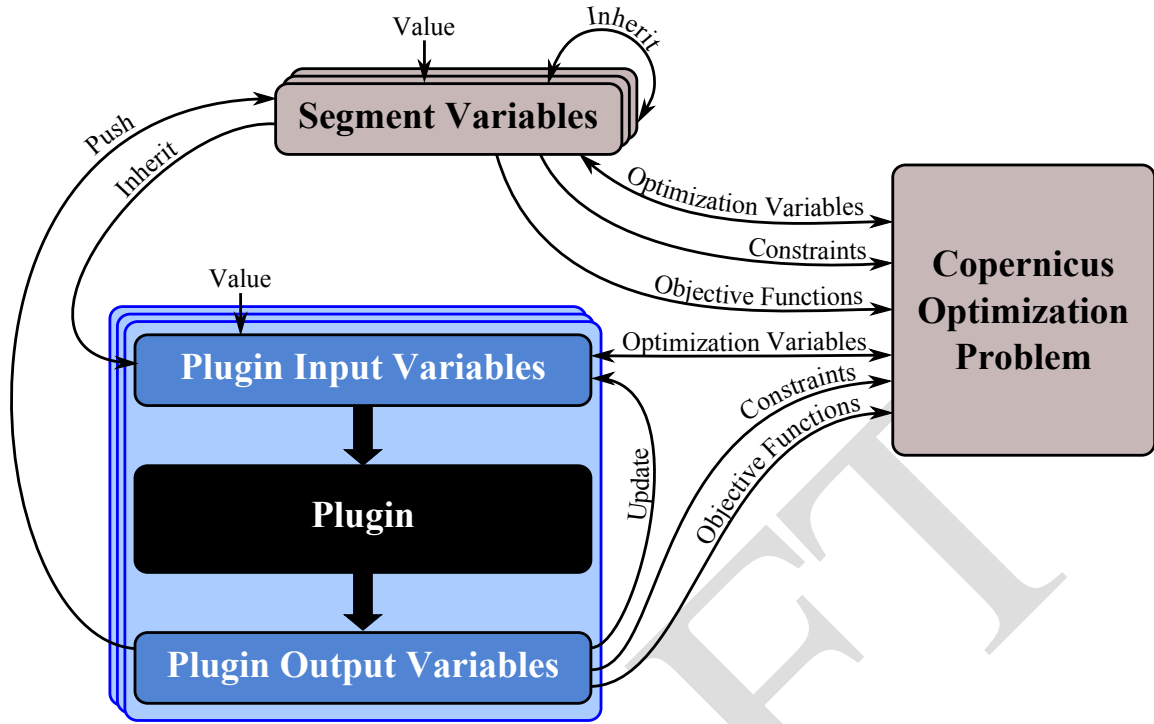 Value
Inherit
Segment Variables
Push
Inherit
Optimization Variables
Constraints
Objective Functions
Copernicus
Optimization
Problem
Value
Plugin Input Variables
Optimization Variables
Constraints
Objective Functions
Update
Plugin
Plugin Output Variables
FT